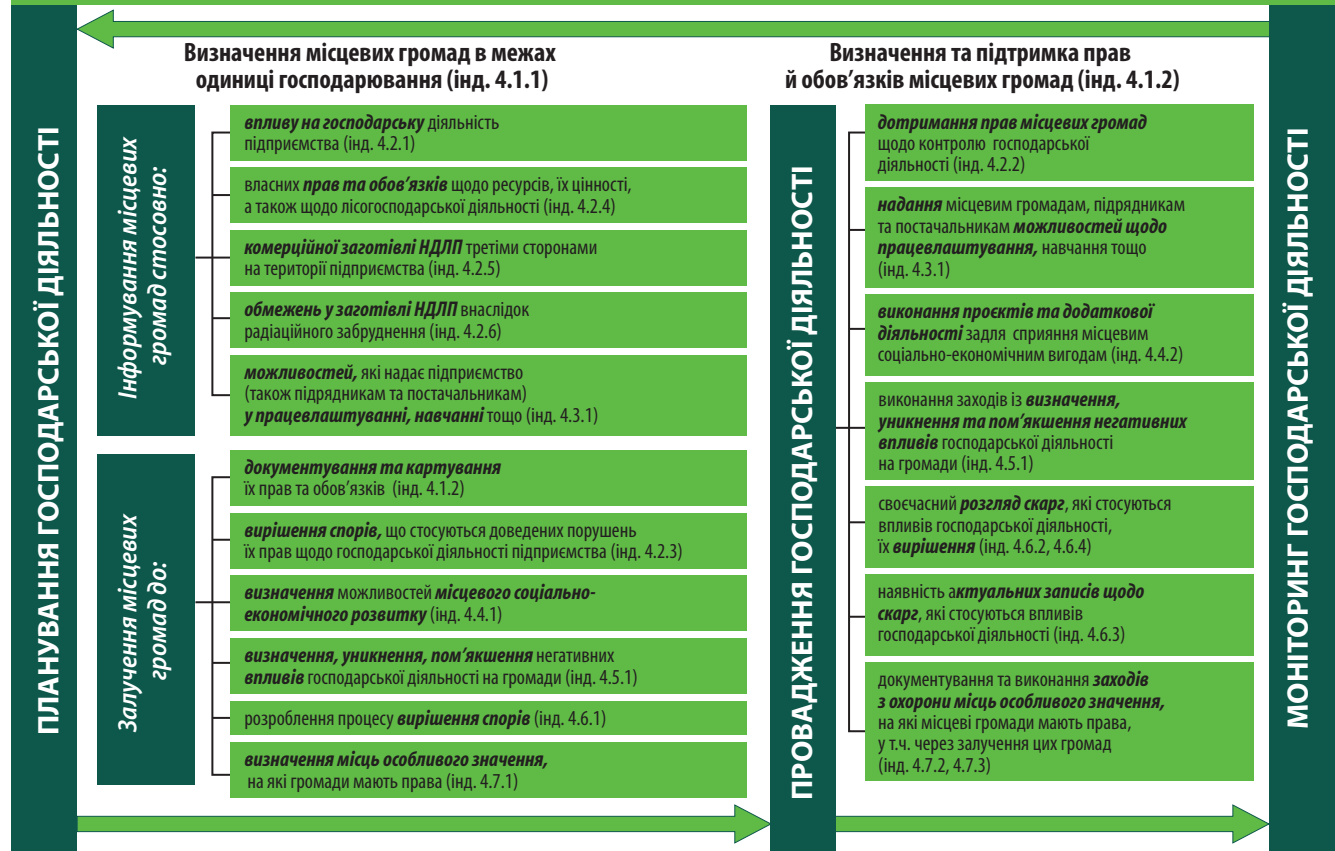 ПЛАНУВАННЯ ГОСПОДАРСЬКОЇ ДІЯЛЬНОСТІ
Визначення місцевих громад в межах
одиниці господарювання (інд. 4.1.1)
Інформування місцевих
громад стосовно:
впливу на господарську діяльність
підприємства (інд. 4.2.1)
власних прав та обов’язків щодо ресурсів, їх цінності,
а також щодо лісогосподарської діяльності (інд. 4.2.4)
комерційної заготівлі НДЛП третіми сторонами
на території підприємства (інд. 4.2.5)
обмежень у заготівлі НДЛП внаслідок
радіаційного забруднення (інд. 4.2.6)
можливостей, які надає підприємство
(також підрядникам та постачальникам)
у працевлаштуванні, навчанні тощо (інд. 4.3.1)
Залучення місцевих
громад до:
документування та картування
їх прав та обов’язків (інд. 4.1.2)
вирішення спорів, що стосуються доведених порушень
їх прав щодо господарської діяльності підприємства (інд. 4.2.3)
визначення можливостей місцевого соціально-
економічного розвитку (інд. 4.4.1)
визначення, уникнення, пом’якшення негативних
впливів господарської діяльності на громади (інд. 4.5.1)
розроблення процесу вирішення спорів (інд. 4.6.1)
визначення місць особливого значення,
на які громади мають права (інд. 4.7.1)
Визначення та підтримка прав
й обов’язків місцевих громад (інд. 4.1.2)
ПРОВАДЖЕННЯ ГОСПОДАРСЬКОЇ ДІЯЛЬНОСТІ
дотримання прав місцевих громад
щодо контролю господарської
діяльності (інд. 4.2.2)
надання місцевим громадам, підрядникам
та постачальникам можливостей щодо
працевлаштування, навчання тощо
(інд. 4.3.1)
виконання проєктів та додаткової
діяльності задля сприяння місцевим
соціально-економічним вигодам (інд. 4.4.2)
виконання заходів із визначення,
уникнення та пом’якшення негативних
впливів господарської діяльності
на громади (інд. 4.5.1)
своєчасний розгляд скарг, які стосуються
впливів господарської діяльності,
їх вирішення (інд. 4.6.2, 4.6.4)
наявність актуальних записів щодо
скарг, які стосуються впливів
господарської діяльності (інд. 4.6.3)
документування та виконання заходів
з охорони місць особливого значення,
на які місцеві громади мають права,
у т.ч. через залучення цих громад
(інд. 4.7.2, 4.7.3)
МОНІТОРИНГ ГОСПОДАРСЬКОЇ ДІЯЛЬНОСТІ